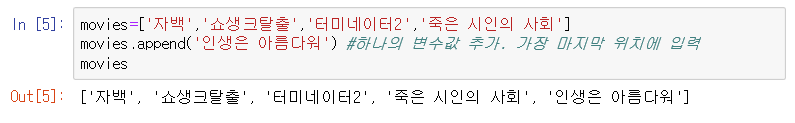 In [5]: movies=['자백','쇼생크탈출','터미네이터2','죽은 시인의 사회']
movies.append('인생은 아름다워') #하나의 변수값 추가. 가장 마지막 위치에 입력
movies
Out[5]: ['자백', '쇼생크탈출', '터미네이터2', '죽은 시인의 사회', '인생은 아름다워']